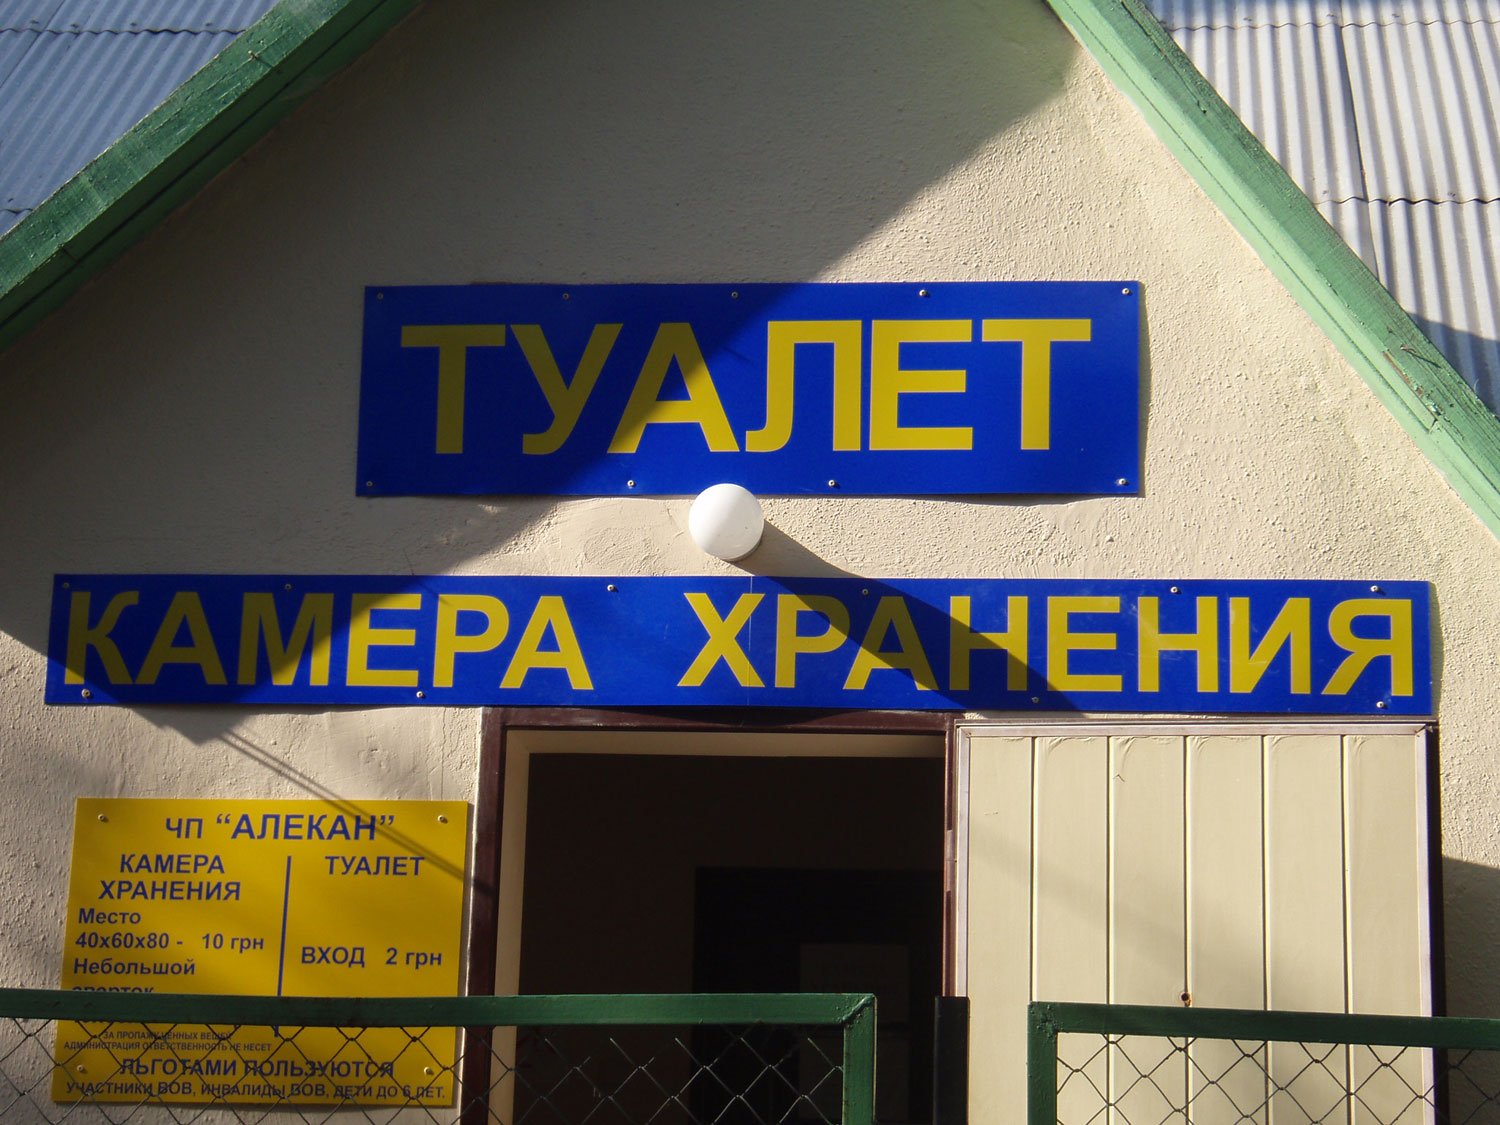 ТУАЛЕТ
КАМЕРА ХРАНЕНИЯ
ЧП “АЛЕКАН”
КАМЕРА
ХРАНЕНИЯ
Место
40х60х80 - 10 грн
Небольшой
ТУАЛЕТ
ВХОД 2 грн
ЗА ПРОПАЖУ ЦЕННЫХ ВЕЩЕЙ
АДМИНИСТРАЦИЯ ОТВЕТСТВЕННОСТЬ НЕ НЕСЕТ
ЛЬГОТАМИ ПОЛЬЗУЮТСЯ
УЧАСТНИКИ ВОВ, ИНВАЛИДЫ ВОВ, ДЕТИ ДО 6 ЛЕТ.